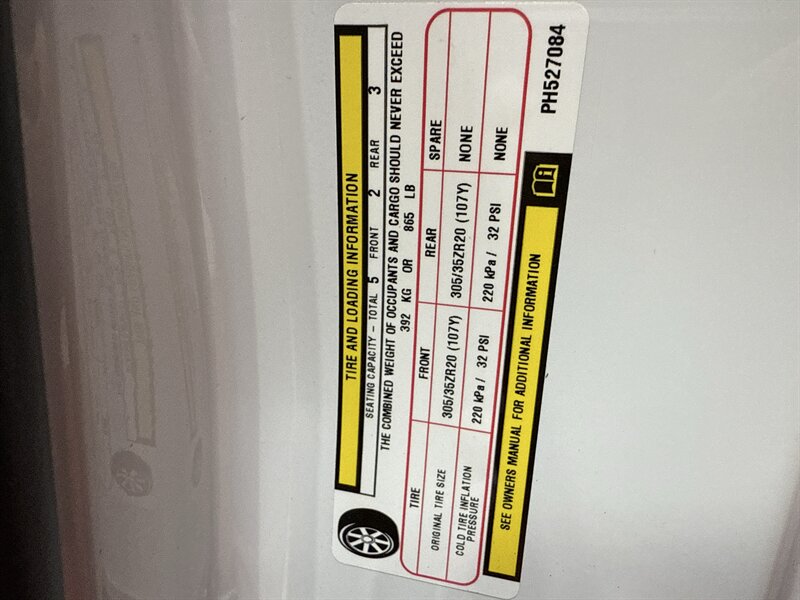 TIRE AND LOADING INFORMATION
SEATING CAPACITY – TOTAL 5 FRONT 2 REAR 3
THE COMBINED WEIGHT OF OCCUPANTS AND CARGO SHOULD NEVER EXCEED
392 KG OR 865 LB
TIRE FRONT REAR SPARE
ORIGINAL TIRE SIZE 305/35ZR20 (107Y) 305/35ZR20 (107Y) NONE
COLD TIRE INFLATION PRESSURE 220 kPa / 32 PSI 220 kPa / 32 PSI NONE
SEE OWNERS MANUAL FOR ADDITIONAL INFORMATION
PH527084